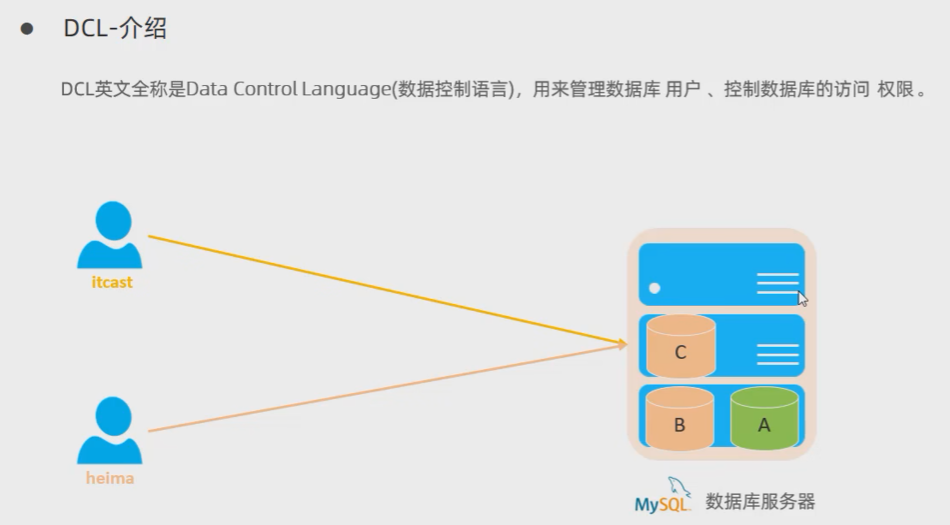 DCL-介绍
DCL英文全称是Data Control Language(数据控制语言)，用来管理数据库 用户 、控制数据库的访问 权限 。
itcast
C
B
A
heima
MySQL 数据库服务器